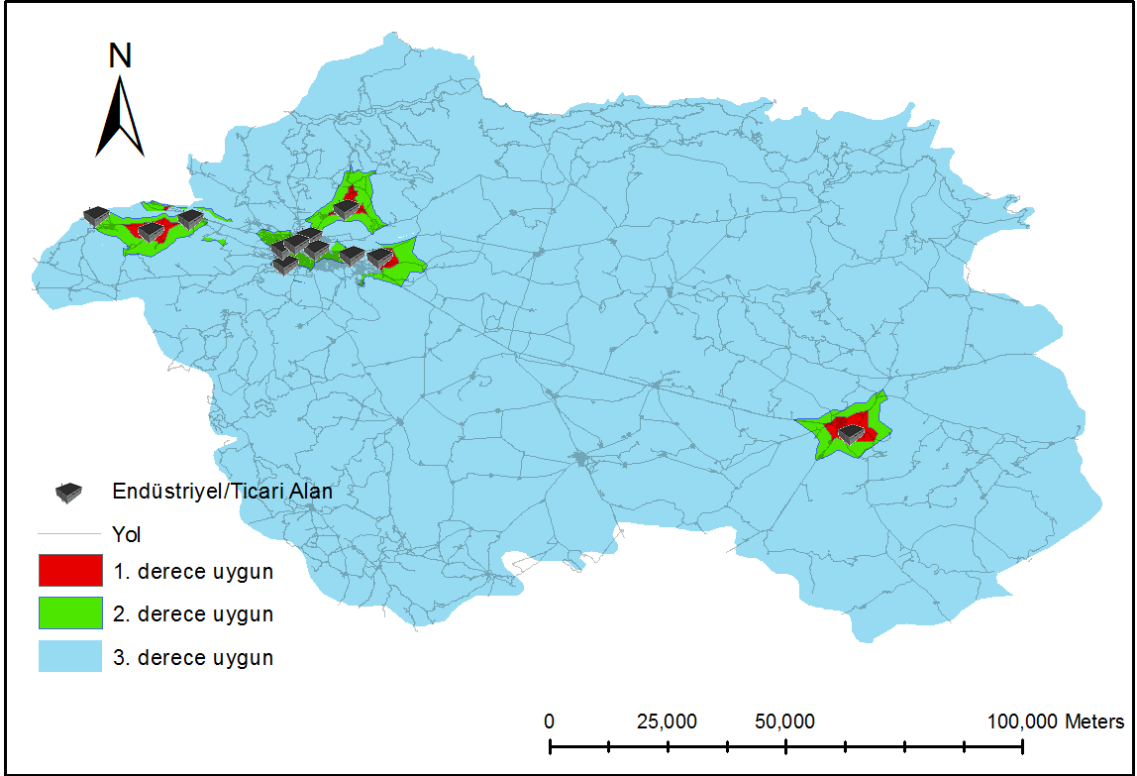 N
Endüstriyel/Ticari Alan
Yol
1. derece uygun
2. derece uygun
3. derece uygun
0 25,000 50,000 100,000 Meters